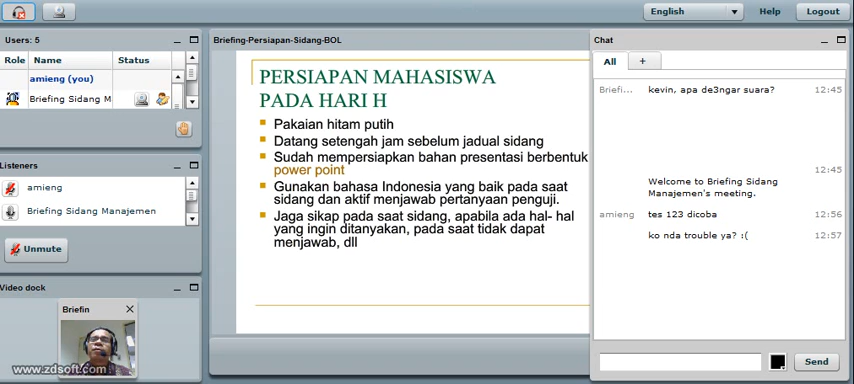 English
Help
Logout
Users: 5
Role Name Status
amieng (you)
Briefing Sidang M
Listeners
amieng
Briefing Sidang Manajemen
Unmute
Video dock
Briefin
www.zdsoft.com
Briefing-Persiapan-Sidang-BOL
PERSIAPAN MAHASISWA
PADA HARI H
Pakaian hitam putih
Datang setengah jam sebelum jadual sidang
Sudah mempersiapkan bahan presentasi berbentuk
power point
Gunakan bahasa Indonesia yang baik pada saat
sidang dan aktif menjawab pertanyaan penguji.
Jaga sikap pada saat sidang, apabila ada hal- hal
yang ingin ditanyakan, pada saat tidak dapat
menjawab, dll
Chat
All +
Briefi... kevin, apa de3ngar suara? 12:45
12:45
Welcome to Briefing Sidang
Manajemen's meeting.
amieng tes 123 dicoba 12:56
ko nda trouble ya? :( 12:57
Send